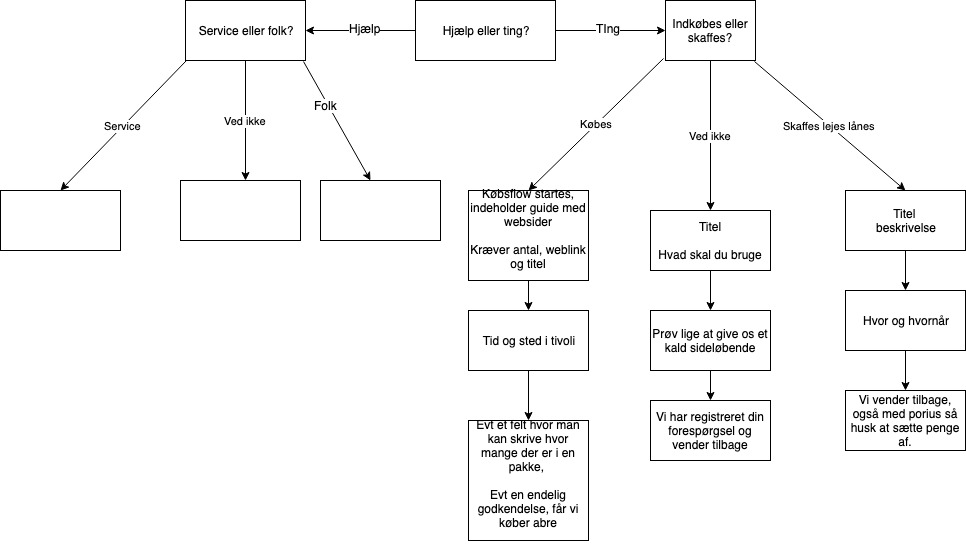 Service eller folk?
Hjælp
Hjælp eller ting?
TIng
Indkøbes eller
skaffes?
Service
Ved ikke
Folk
Købes
Ved ikke
Skaffes lejes lånes
Købsflow startes,
indeholder guide med
websider
Kræver antal, weblink
og titel
Titel
Hvad skal du bruge
Titel
beskrivelse
Tid og sted i tivoli
Prøv lige at give os et
kald sideløbende
Hvor og hvornår
Evt et felt hvor man
kan skrive hvor
mange der er i en
pakke,
Evt en endelig
godkendelse, får vi
køber abre
Vi har registreret din
forespørgsel og
vender tilbage
Vi vender tilbage,
også med porius så
husk at sætte penge
af.